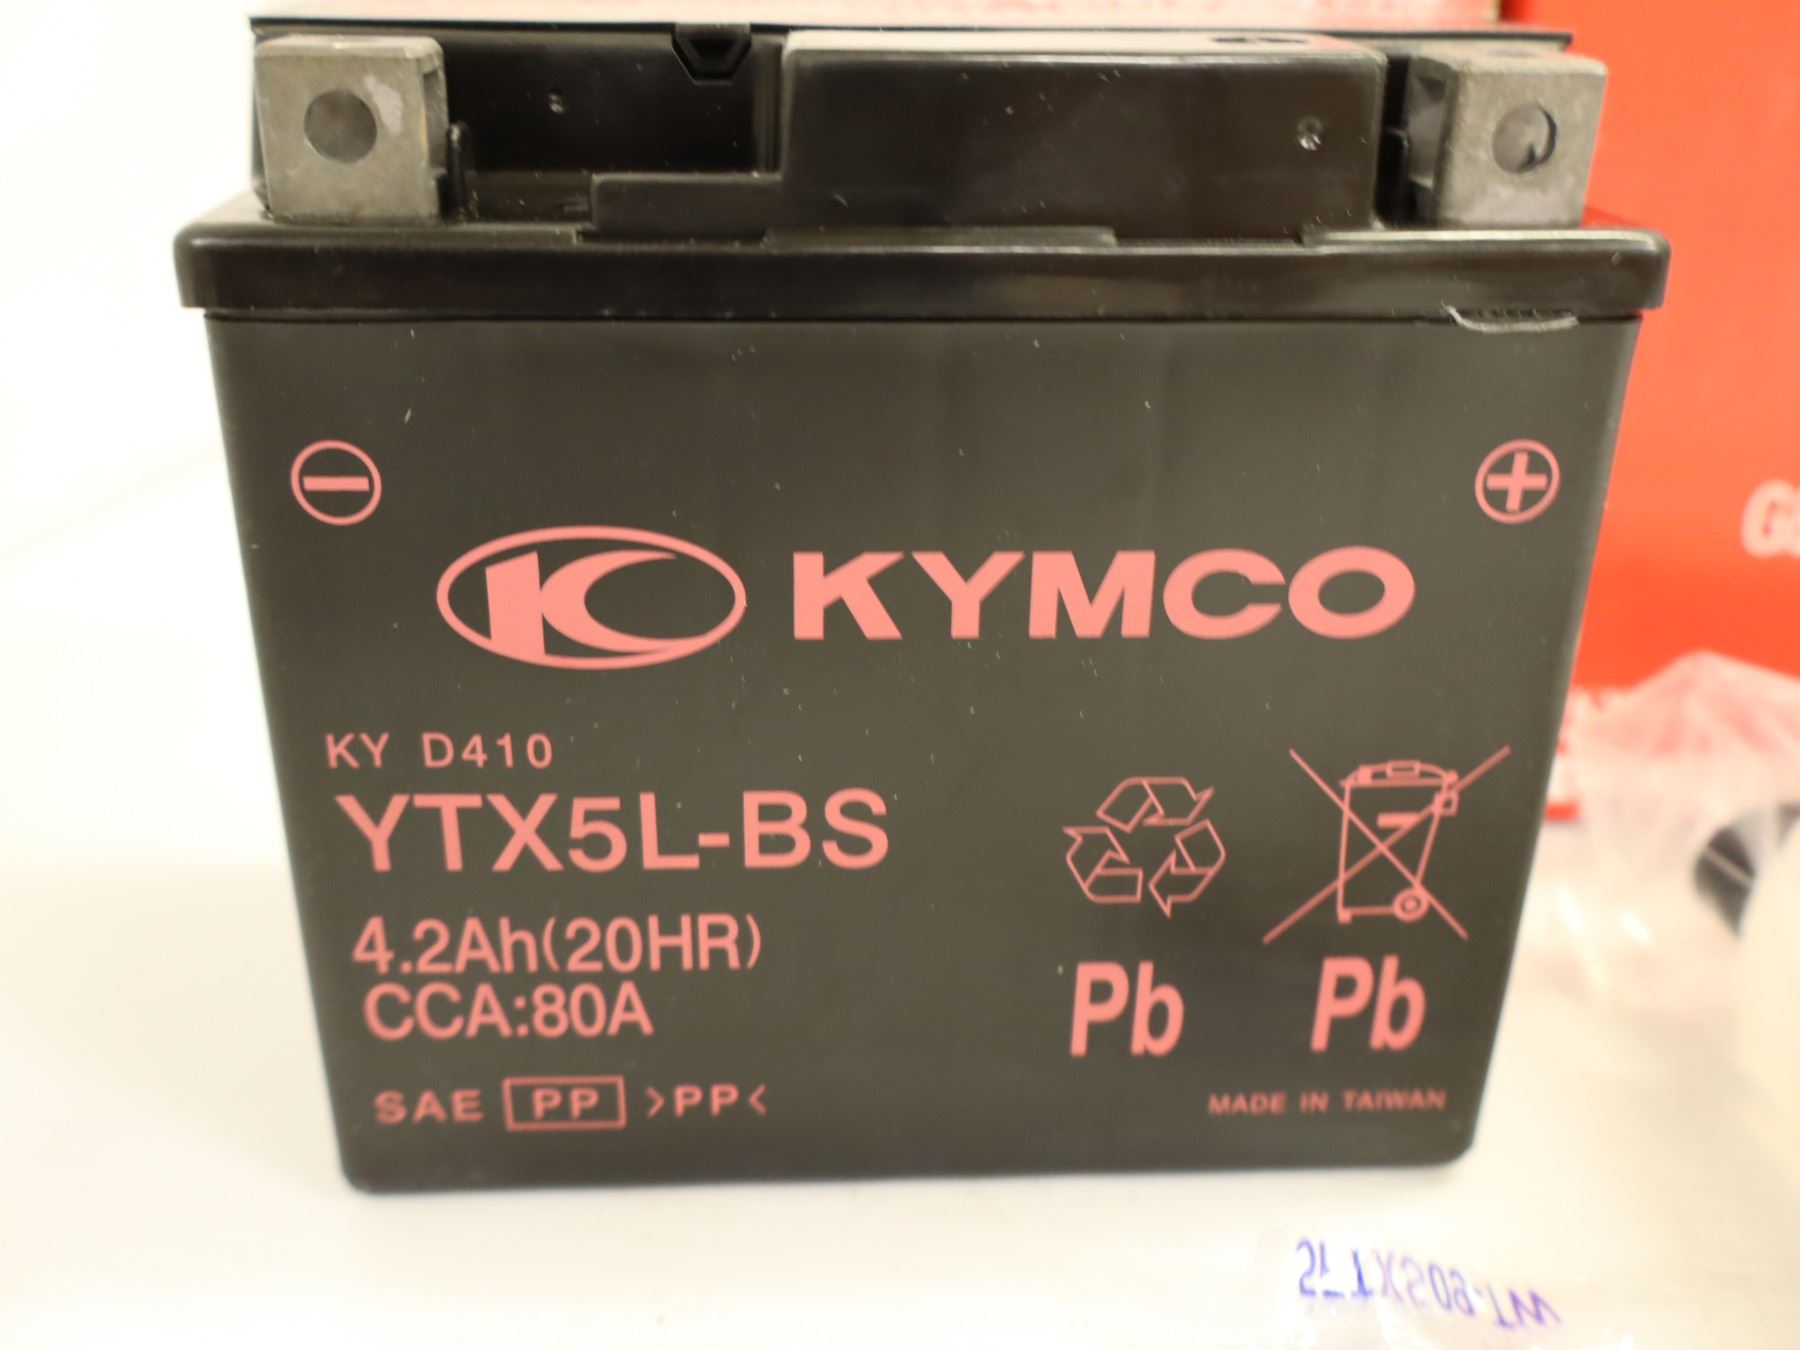 KYMCO
KY D410
YTX5L-BS
4.2Ah(20HR)
CCA:80A
Pb Pb
SAE PP >PP<
MADE IN TAIWAN